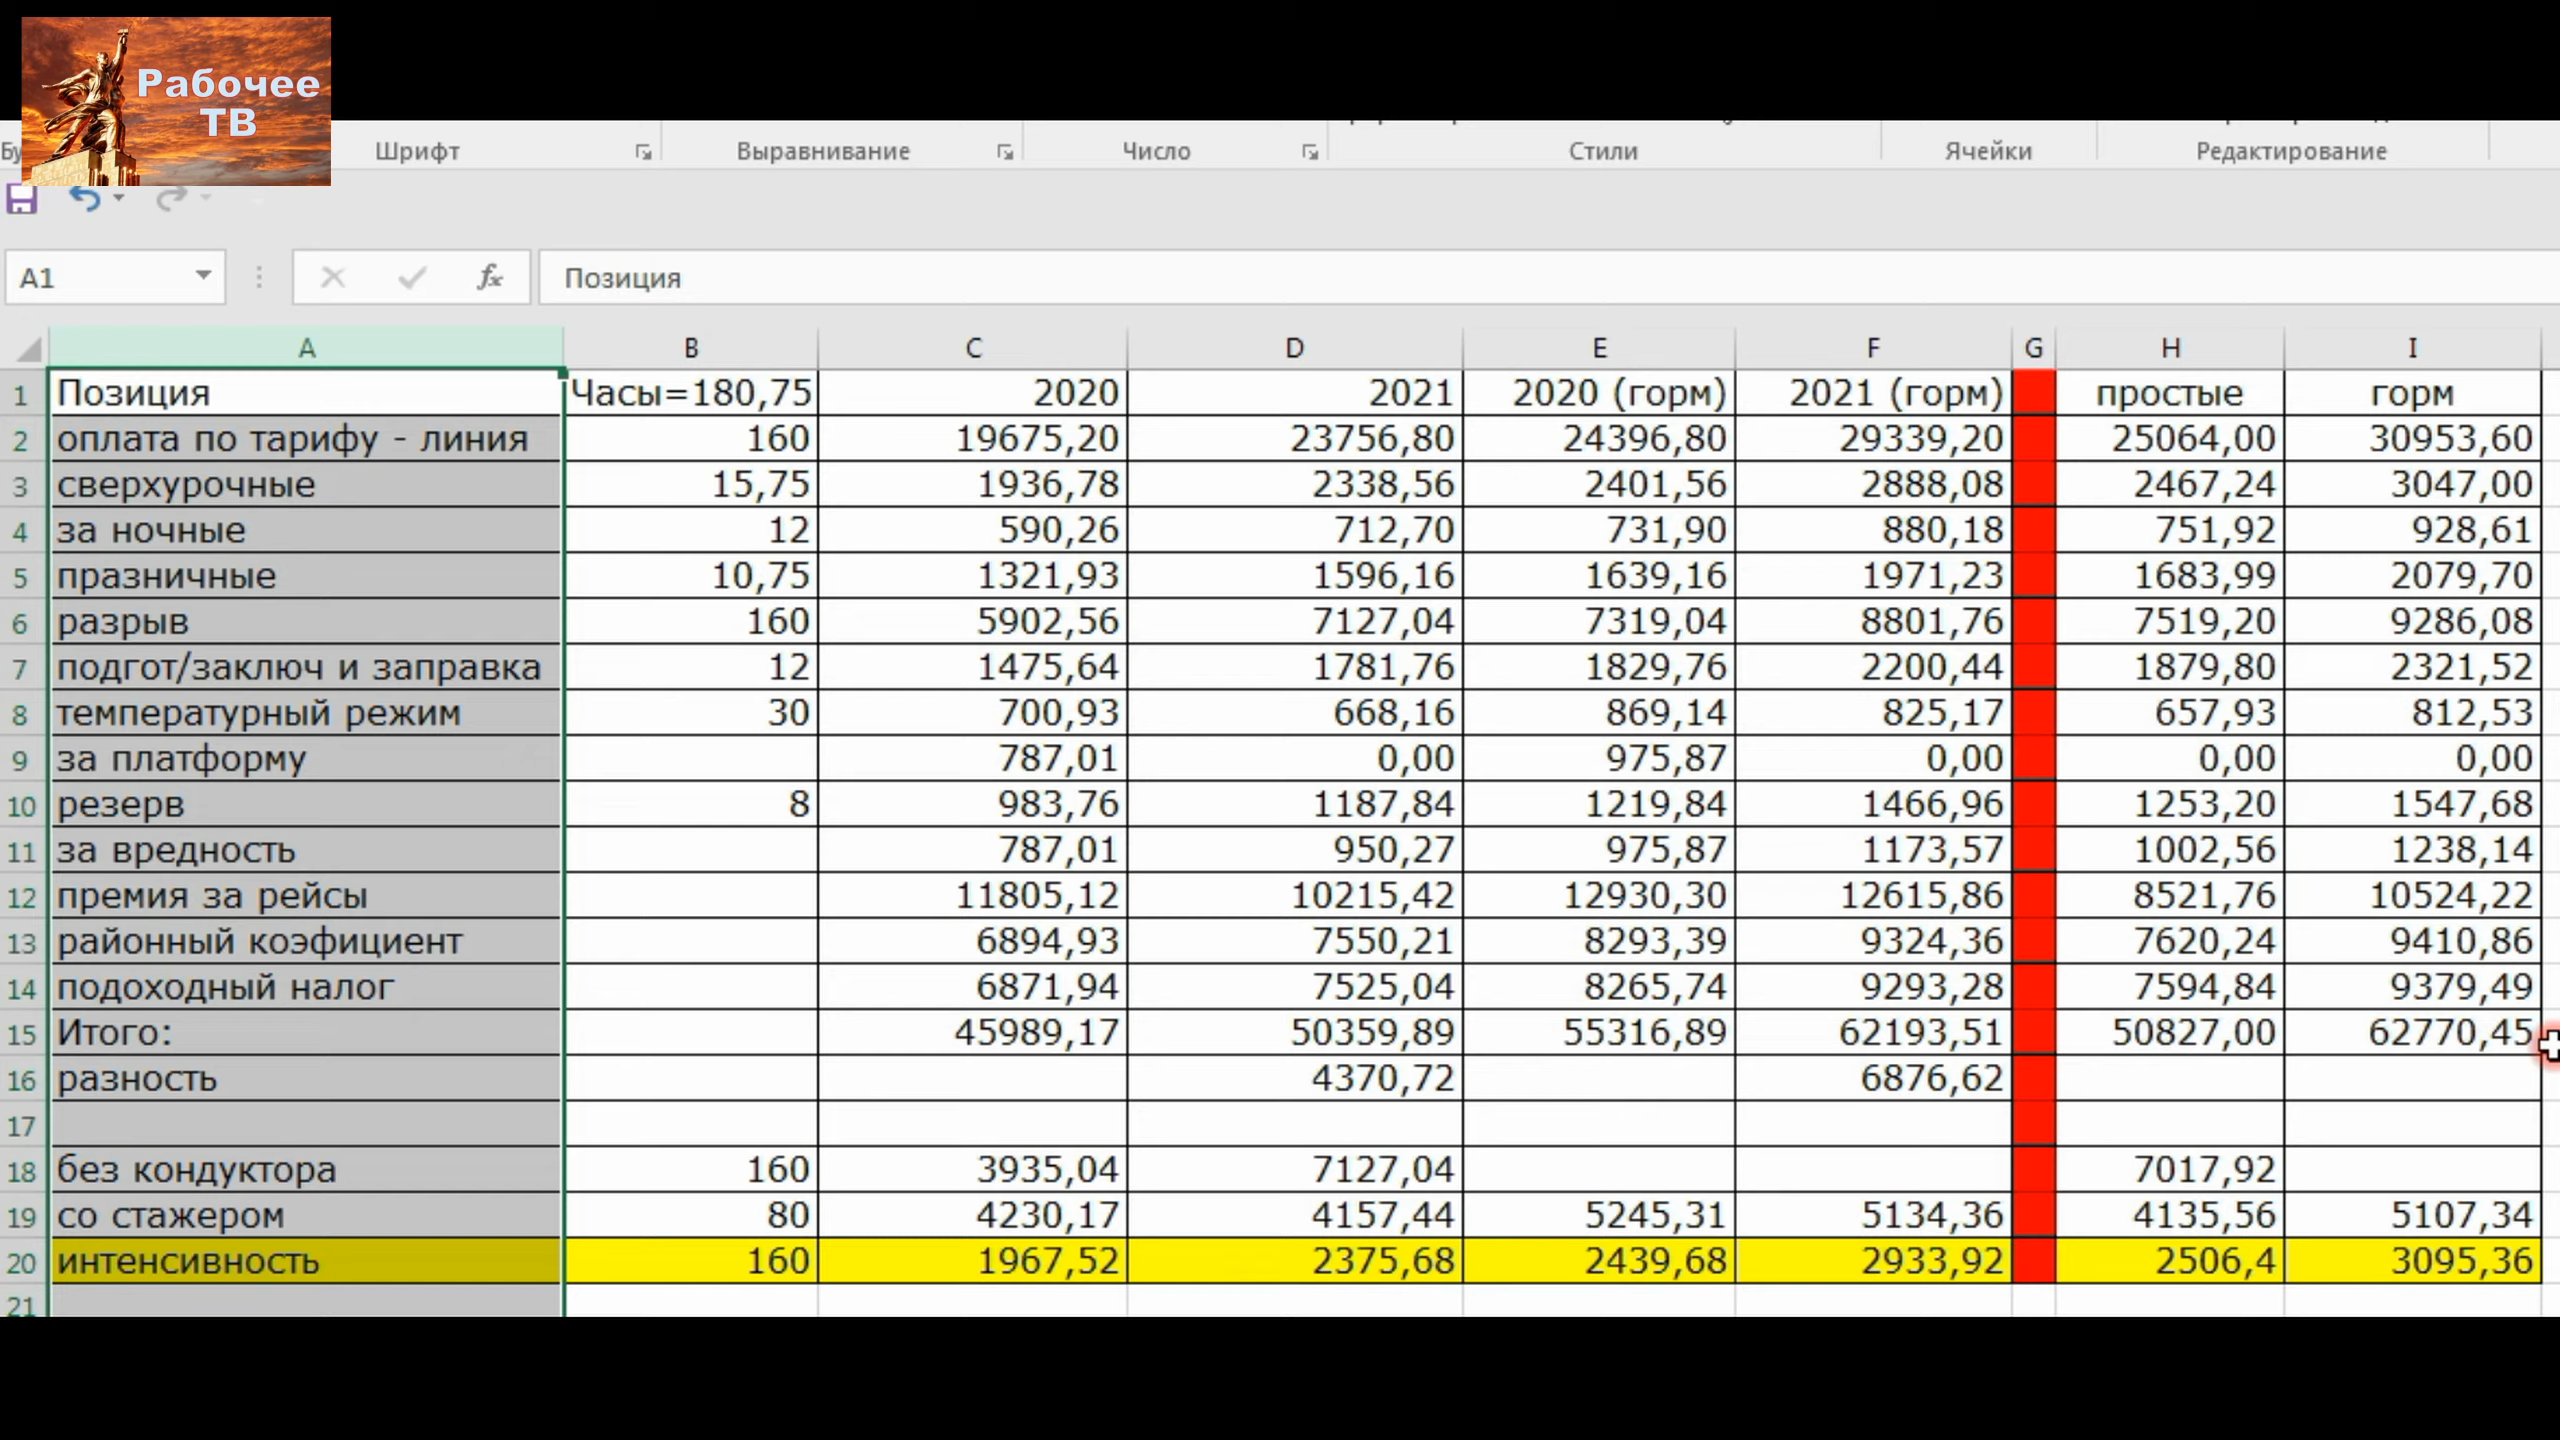 Рабочее
ТВ
Бу Шрифт Выравнивание Число Стили Ячейки Редактирование
A1 fx Позиция
A B C D E F G H I
1 Позиция Часы=180,75 2020 2021 2020 (горм) 2021 (горм) простые горм
2 оплата по тарифу - линия 160 19675,20 23756,80 24396,80 29339,20 25064,00 30953,60
3 сверхурочные 15,75 1936,78 2338,56 2401,56 2888,08 2467,24 3047,00
4 за ночные 12 590,26 712,70 731,90 880,18 751,92 928,61
5 празничные 10,75 1321,93 1596,16 1639,16 1971,23 1683,99 2079,70
6 разрыв 160 5902,56 7127,04 7319,04 8801,76 7519,20 9286,08
7 подгот/заключ и заправка 12 1475,64 1781,76 1829,76 2200,44 1879,80 2321,52
8 температурный режим 30 700,93 668,16 869,14 825,17 657,93 812,53
9 за платформу 787,01 0,00 975,87 0,00 0,00 0,00
10 резерв 8 983,76 1187,84 1219,84 1466,96 1253,20 1547,68
11 за вредность 787,01 950,27 975,87 1173,57 1002,56 1238,14
12 премия за рейсы 11805,12 10215,42 12930,30 12615,86 8521,76 10524,22
13 районный коэфициент 6894,93 7550,21 8293,39 9324,36 7620,24 9410,86
14 подоходный налог 6871,94 7525,04 8265,74 9293,28 7594,84 9379,49
15 Итого: 45989,17 50359,89 55316,89 62193,51 50827,00 62770,45
16 разность 4370,72 6876,62
17
18 без кондуктора 160 3935,04 7127,04 7017,92
19 со стажером 80 4230,17 4157,44 5245,31 5134,36 4135,56 5107,34
20 интенсивность 160 1967,52 2375,68 2439,68 2933,92 2506,4 3095,36
21